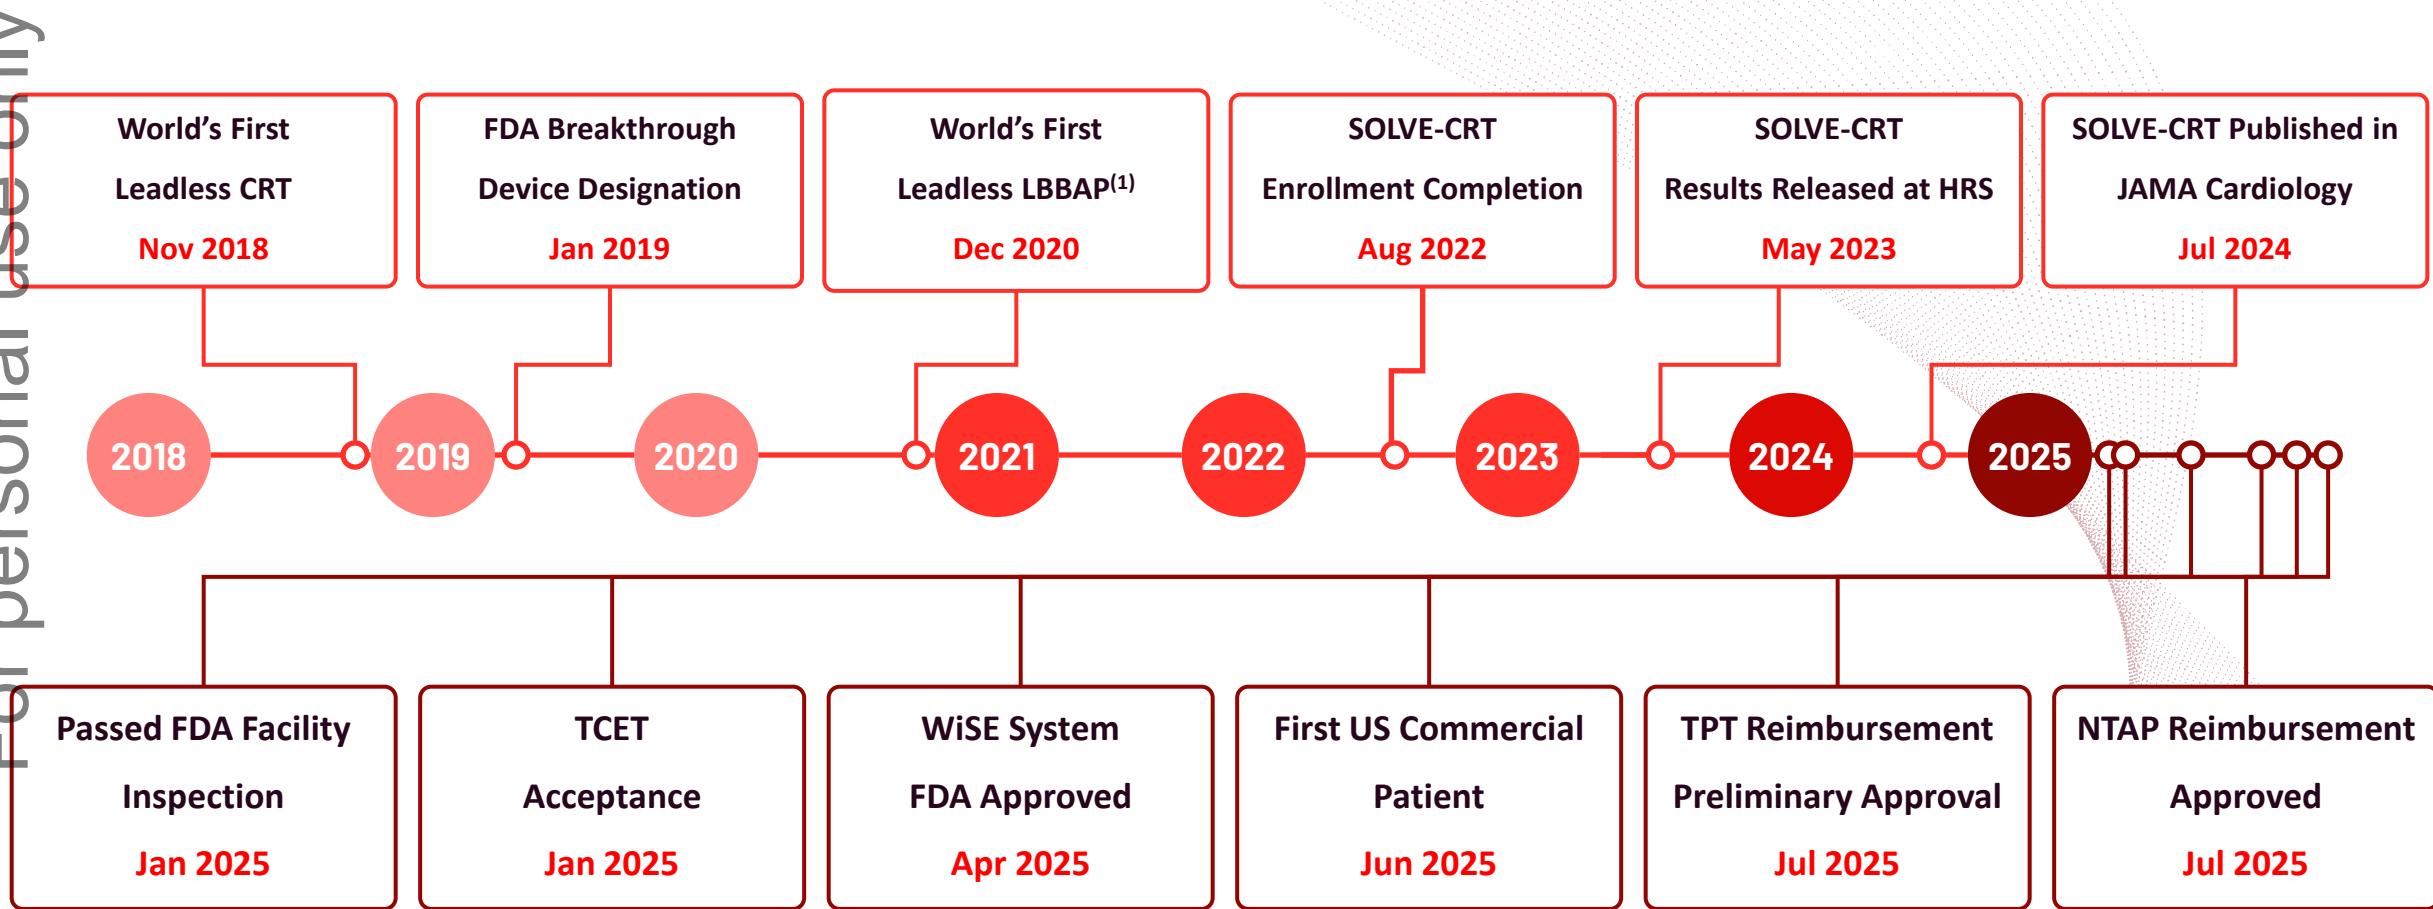 For personal use only
World’s First
Leadless CRT
Nov 2018
FDA Breakthrough
Device Designation
Jan 2019
World’s First
Leadless LBBAP(1)
Dec 2020
SOLVE-CRT
Enrollment Completion
Aug 2022
SOLVE-CRT
Results Released at HRS
May 2023
SOLVE-CRT Published in
JAMA Cardiology
Jul 2024
2018
2019
2020
2021
2022
2023
2024
2025
Passed FDA Facility
Inspection
Jan 2025
TCET
Acceptance
Jan 2025
WiSE System
FDA Approved
Apr 2025
First US Commercial
Patient
Jun 2025
TPT Reimbursement
Preliminary Approval
Jul 2025
NTAP Reimbursement
Approved
Jul 2025